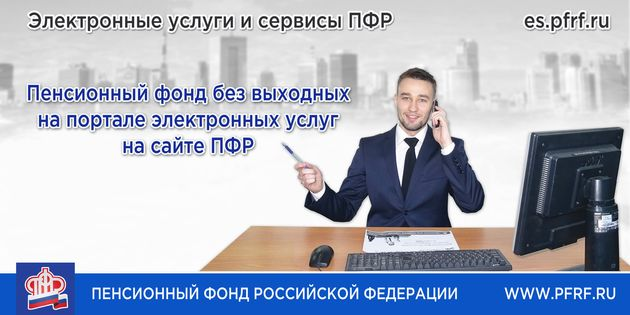 Электронные услуги и сервисы ПФР
es.pfrf.ru
Пенсионный фонд без выходных
на портале электронных услуг
на сайте ПФР
ПЕНСИОННЫЙ ФОНД РОССИЙСКОЙ ФЕДЕРАЦИИ
WWW.PFRF.RU